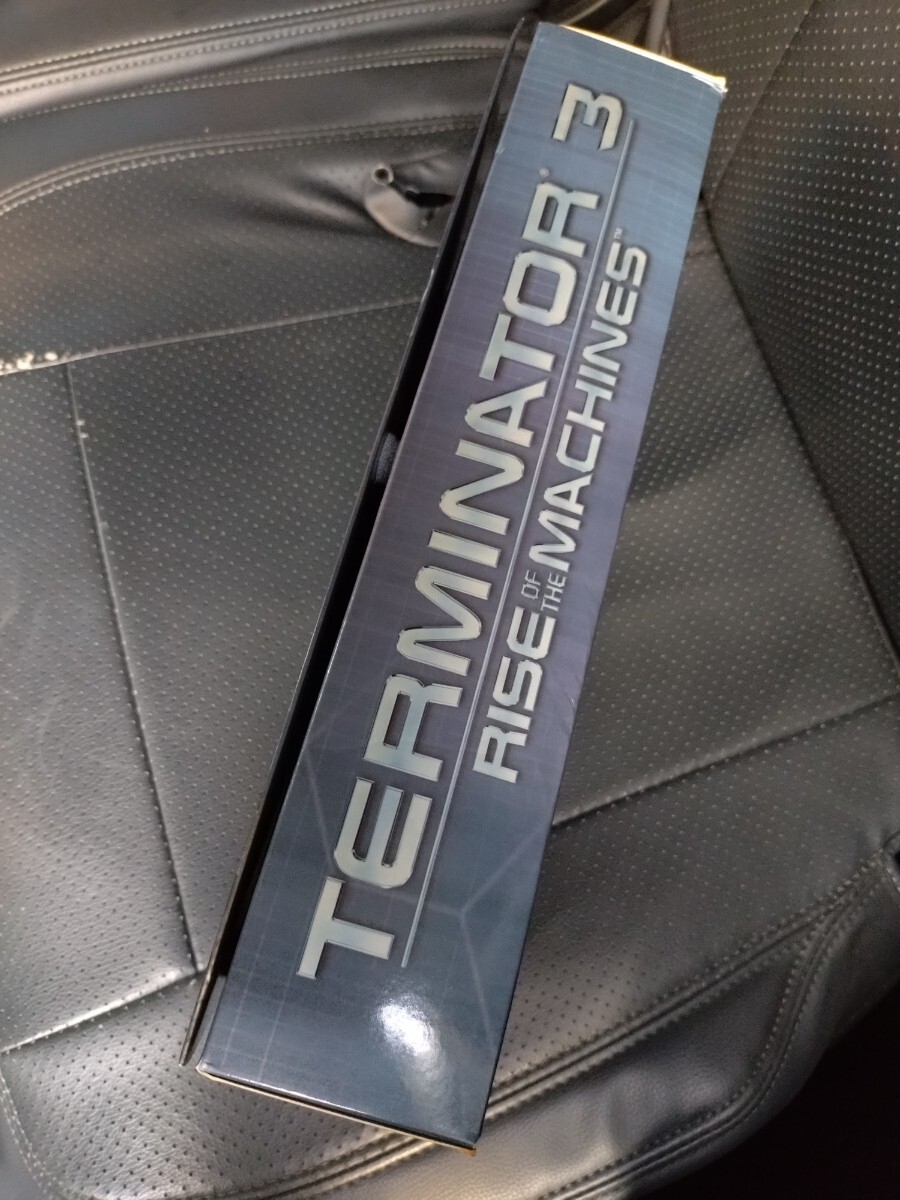 TERMINATOR® 3
RISE OF THE MACHINES™